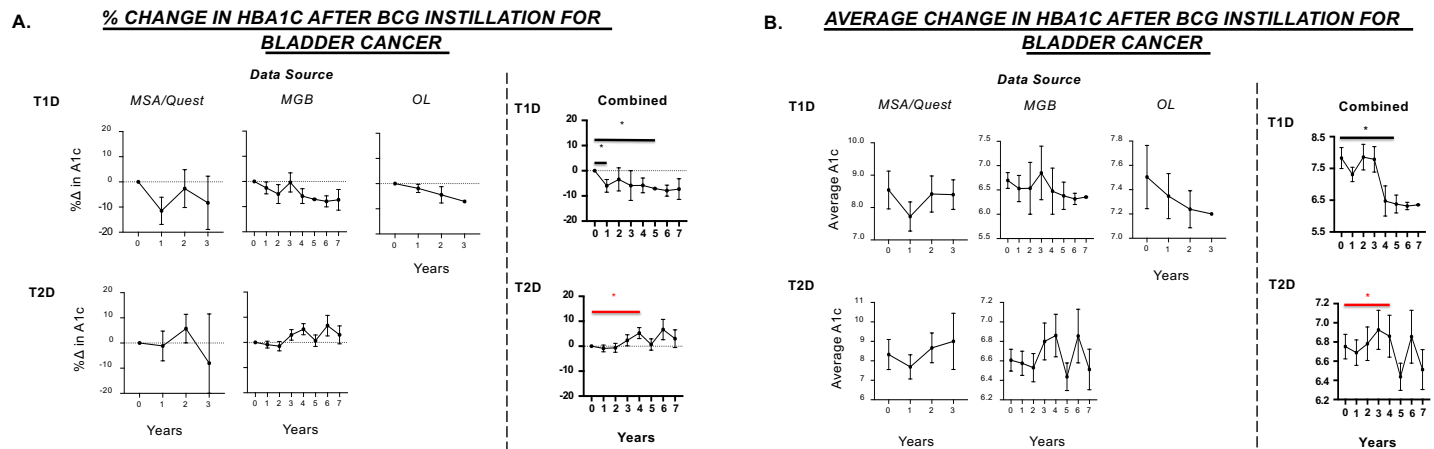 A.
% CHANGE IN HBA1C AFTER BCG INSTILLATION FOR
BLADDER CANCER
Data Source
T1D
MSA/Quest
MGB
OL
T1D
Combined
%Δ in A1c
20
10
0
-10
-20
0 1 2 3
0 1 2 3 4 5 6 7
0 1 2 3
Years
20
10
0
-10
-20
*
*
0 1 2 3 4 5 6 7
T2D
%Δ in A1c
20
10
0
-10
-20
0 1 2 3
Years
0 1 2 3 4 5 6 7
Years
T2D
20
10
0
-10
-20
*
0 1 2 3 4 5 6 7
Years
B.
AVERAGE CHANGE IN HBA1C AFTER BCG INSTILLATION FOR
BLADDER CANCER
Data Source
T1D
MSA/Quest
MGB
OL
T1D
Combined
Average A1c
10.0
9.0
8.0
7.0
0 1 2 3
7.5
7.0
6.5
6.0
5.5
0 1 2 3 4 5 6 7
7.8
7.6
7.4
7.2
7.0
0 1 2 3
Years
8.5
7.5
6.5
5.5
*
0 1 2 3 4 5 6 7
T2D
Average A1c
11
10
9
8
7
6
0 1 2 3
Years
7.2
7.0
6.8
6.6
6.4
6.2
0 1 2 3 4 5 6 7
Years
T2D
7.2
7.0
6.8
6.6
6.4
6.2
*
0 1 2 3 4 5 6 7
Years